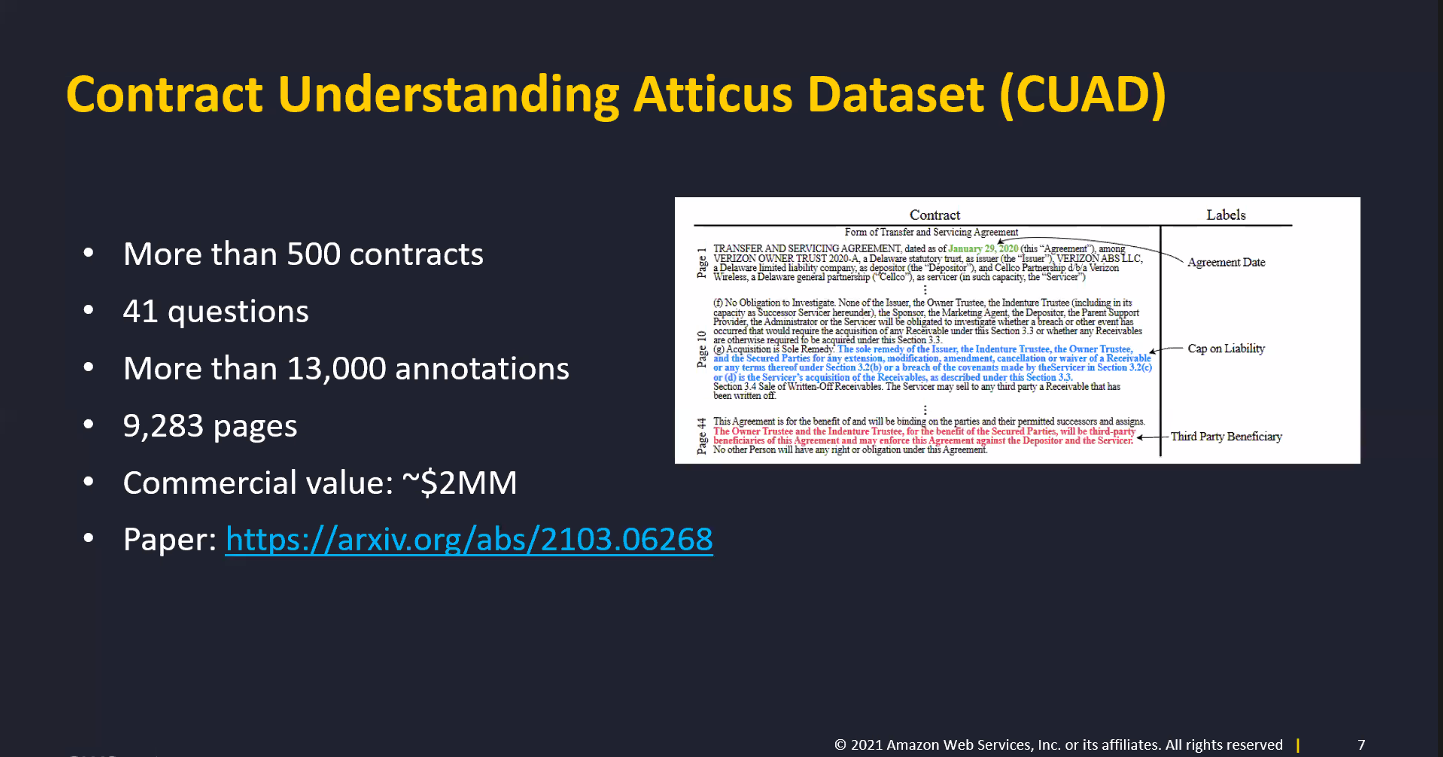 Contract Understanding Atticus Dataset (CUAD)
• More than 500 contracts
• 41 questions
• More than 13,000 annotations
• 9,283 pages
• Commercial value: ~$2MM
• Paper: https://arxiv.org/abs/2103.06268
Contract
Labels
Form of Transfer and Servicing Agreement
Page 1
TRANSFER AND SERVICING AGREEMENT, dated as of January 29, 2020 (this “Agreement”), among
VERIZON OWNER TRUST 2020-A, a Delaware statutory trust, as issuer (the “Issuer”), VERIZON ABS LLC,
a Delaware limited liability company, as depositor (the “Depositor”), and Cellco Partnership d/b/a Verizon
Wireless, a Delaware general partnership (“Cellco”), as servicer (in such capacity, the “Servicer”)
Agreement Date
Page 10
(f) No Obligation to Investigate. None of the Issuer, the Owner Trustee, the Indenture Trustee (including in its
capacity as Successor Servicer hereunder), the Sponsor, the Marketing Agent, the Depositor, the Parent Support
Provider, the Administrator or the Servicer will be obligated to investigate whether a breach or other event has
occurred that would require the acquisition of any Receivable under this Section 3.3 or whether any Receivables
are otherwise required to be acquired under this Section 3.3.
(g) Acquisition is Sole Remedy. The sole remedy of the Issuer, the Indenture Trustee, the Owner Trustee,
and the Secured Parties for any extension, modification, amendment, cancellation or waiver of a Receivable
or any terms thereof under Section 3.2(b) or a breach of the covenants made by theServicer in Section 3.2(c)
or (d) is the Servicer’s acquisition of the Receivables, as described under this Section 3.3.
Section 3.4 Sale of Written-Off Receivables. The Servicer may sell to any third party a Receivable that has
been written off.
Cap on Liability
Page 44
This Agreement is for the benefit of and will be binding on the parties and their permitted successors and assigns.
The Owner Trustee and the Indenture Trustee, for the benefit of the Secured Parties, will be third-party
beneficiaries of this Agreement and may enforce this Agreement against the Depositor and the Servicer.
No other Person will have any right or obligation under this Agreement.
Third Party Beneficiary
© 2021 Amazon Web Services, Inc. or its affiliates. All rights reserved | 7